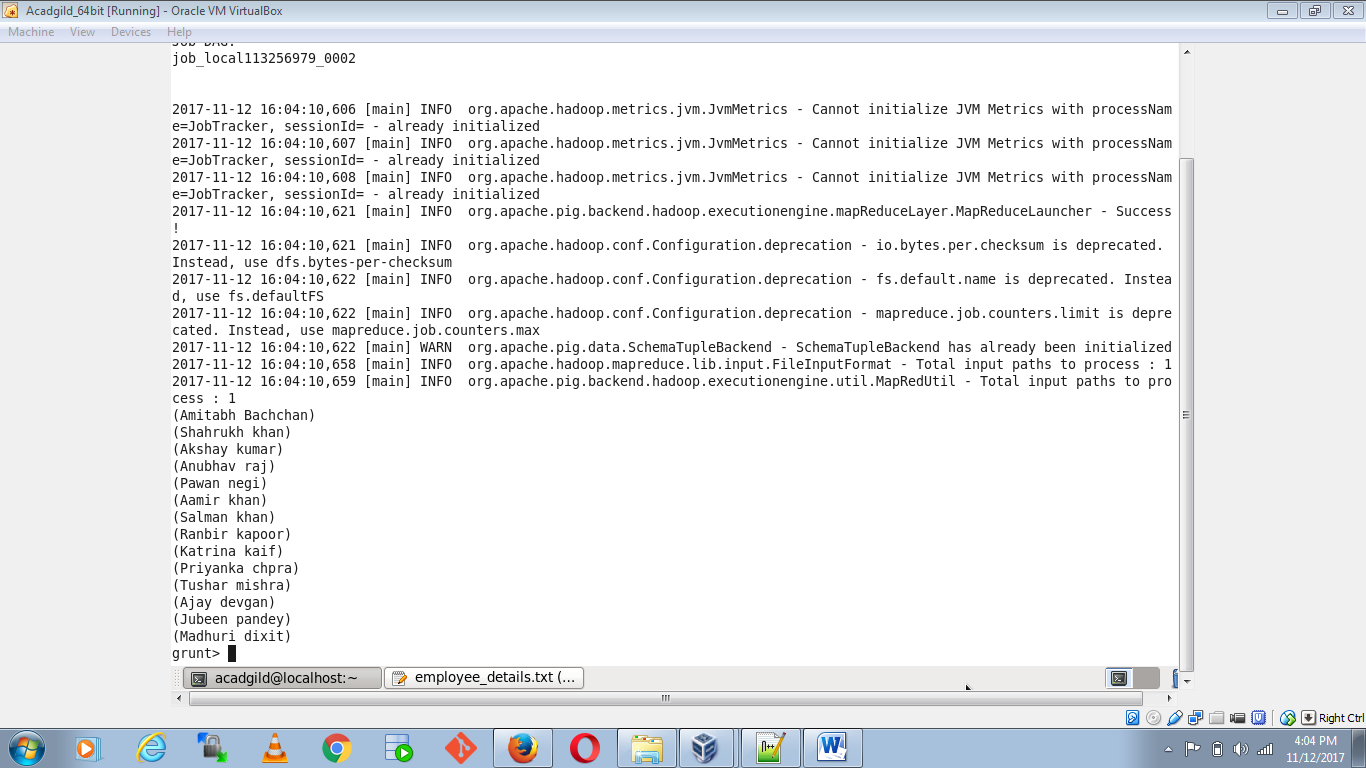 Acadgild_64bit [Running] - Oracle VM VirtualBox
Machine View Devices Help
Job DAG:
job_local113256979_0002
2017-11-12 16:04:10,606 [main] INFO  org.apache.hadoop.metrics.jvm.JvmMetrics - Cannot initialize JVM Metrics with processNam
e=JobTracker, sessionId= - already initialized
2017-11-12 16:04:10,607 [main] INFO  org.apache.hadoop.metrics.jvm.JvmMetrics - Cannot initialize JVM Metrics with processNam
e=JobTracker, sessionId= - already initialized
2017-11-12 16:04:10,608 [main] INFO  org.apache.hadoop.metrics.jvm.JvmMetrics - Cannot initialize JVM Metrics with processNam
e=JobTracker, sessionId= - already initialized
2017-11-12 16:04:10,621 [main] INFO  org.apache.pig.backend.hadoop.executionengine.mapReduceLayer.MapReduceLauncher - Success
!
2017-11-12 16:04:10,621 [main] INFO  org.apache.hadoop.conf.Configuration.deprecation - io.bytes.per.checksum is deprecated.
Instead, use dfs.bytes-per-checksum
2017-11-12 16:04:10,622 [main] INFO  org.apache.hadoop.conf.Configuration.deprecation - fs.default.name is deprecated. Instea
d, use fs.defaultFS
2017-11-12 16:04:10,622 [main] INFO  org.apache.hadoop.conf.Configuration.deprecation - mapreduce.job.counters.limit is depre
cated. Instead, use mapreduce.job.counters.max
2017-11-12 16:04:10,622 [main] WARN  org.apache.pig.data.SchemaTupleBackend - SchemaTupleBackend has already been initialized
2017-11-12 16:04:10,658 [main] INFO  org.apache.hadoop.mapreduce.lib.input.FileInputFormat - Total input paths to process : 1
2017-11-12 16:04:10,659 [main] INFO  org.apache.pig.backend.hadoop.executionengine.util.MapRedUtil - Total input paths to pro
cess : 1
(Amitabh Bachchan)
(Shahrukh khan)
(Akshay kumar)
(Anubhav raj)
(Pawan negi)
(Aamir khan)
(Salman khan)
(Ranbir kapoor)
(Katrina kaif)
(Priyanka chpra)
(Tushar mishra)
(Ajay devgan)
(Jubeen pandey)
(Madhuri dixit)
grunt>
acadgild@localhost:~ employee_details.txt (...
Right Ctrl
4:04 PM
11/12/2017